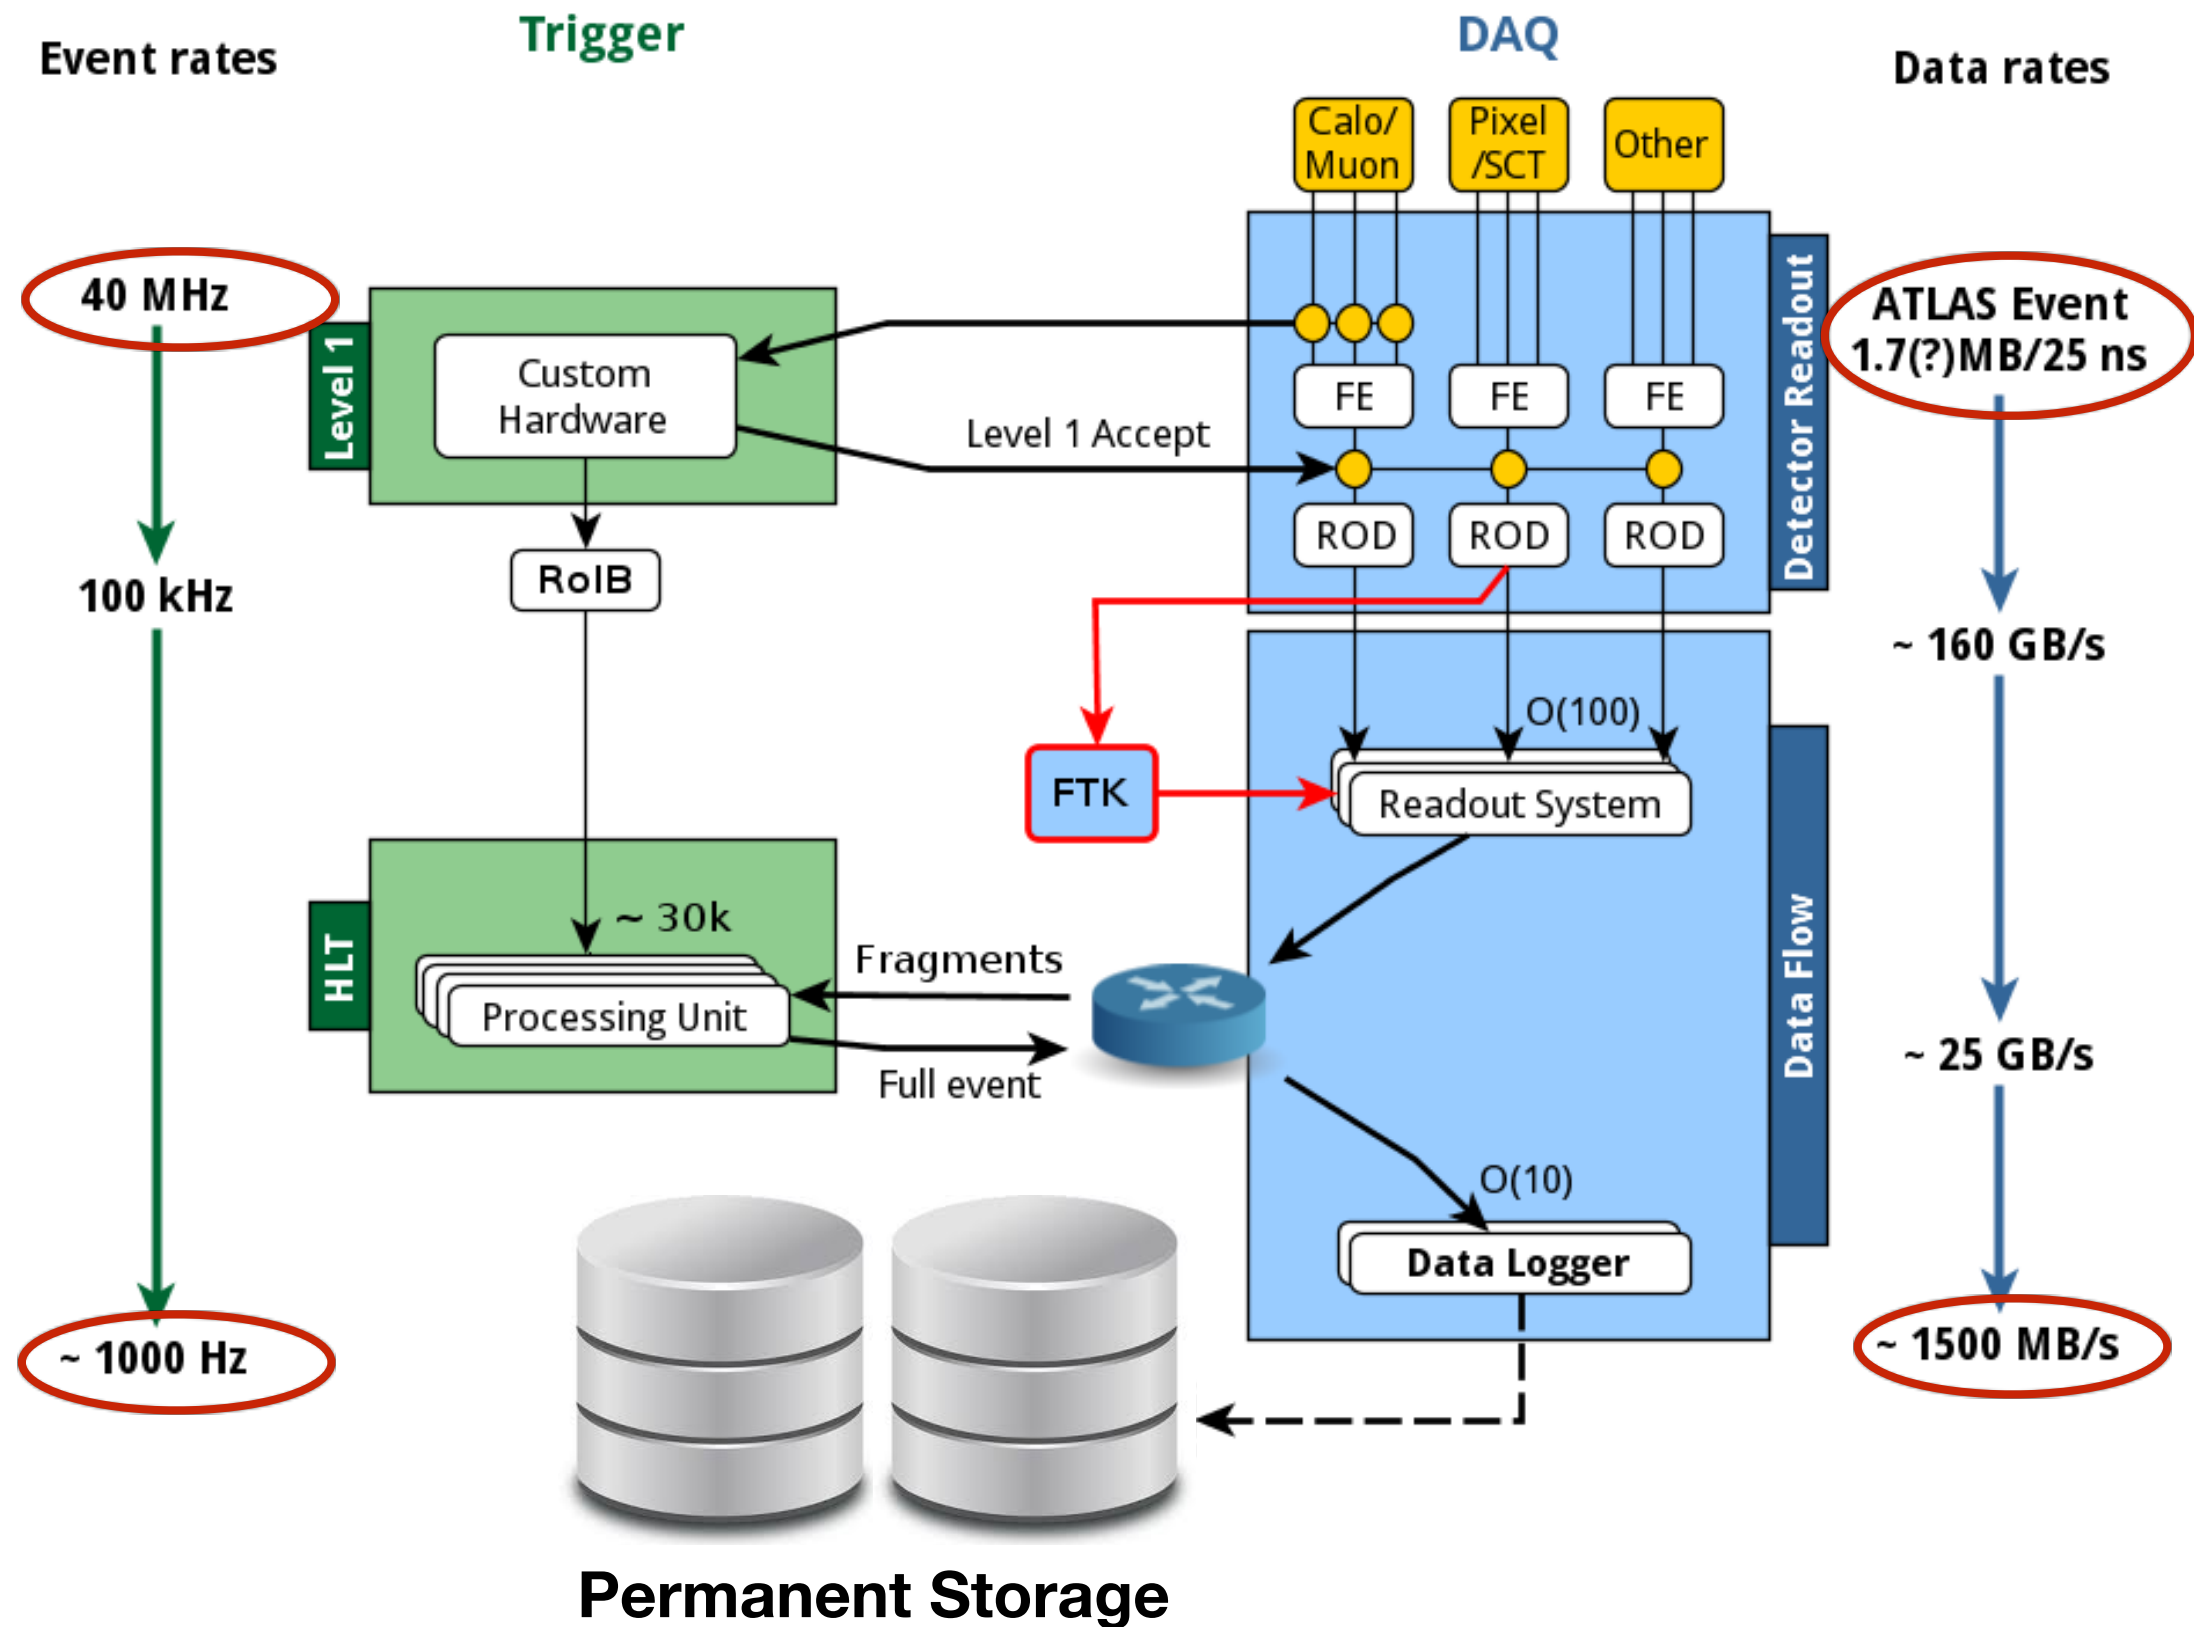 Trigger
DAQ
Event rates
Data rates
Calo/
Muon
Pixel
/SCT
Other
40 MHz
Level 1
Custom
Hardware
Level 1 Accept
FE
FE
FE
ROD
ROD
ROD
Detector Readout
ATLAS Event
1.7(?)MB/25 ns
100 kHz
RoIB
~ 160 GB/s
O(100)
FTK
Readout System
HLT
~ 30k
Processing Unit
Fragments
Full event
Data Flow
~ 25 GB/s
O(10)
Data Logger
~ 1000 Hz
~ 1500 MB/s
Permanent Storage